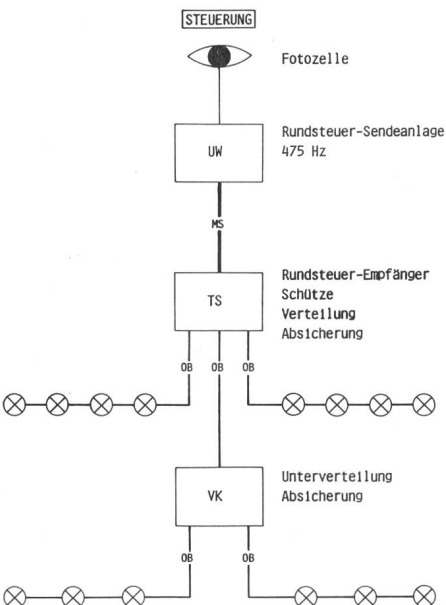 STEUERUNG
Fotozelle
Rundsteuer-Sendeanlage
UW
475 Hz
MS
Rundsteuer-Empfänger
Schütze
TS
Verteilung
Absicherung
OB OB OB
Unterverteilung
VK
Absicherung
OB OB